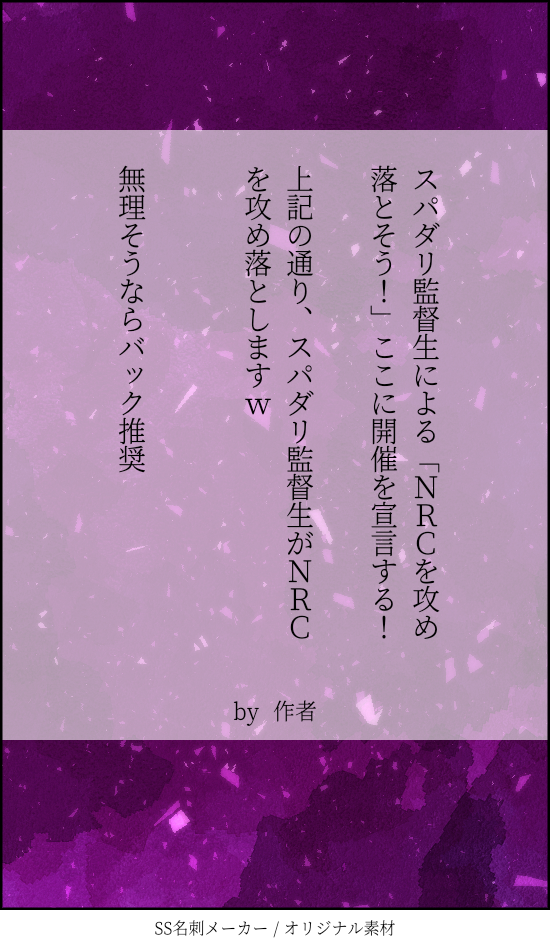 スパダリ監督生による「ＮＲＣを攻め
落とそう！」ここに開催を宣言する！
上記の通り、スパダリ監督生がＮＲＣ
を攻め落としますｗ
無理そうならバック推奨
by 作者
SS名刺メーカー / オリジナル素材